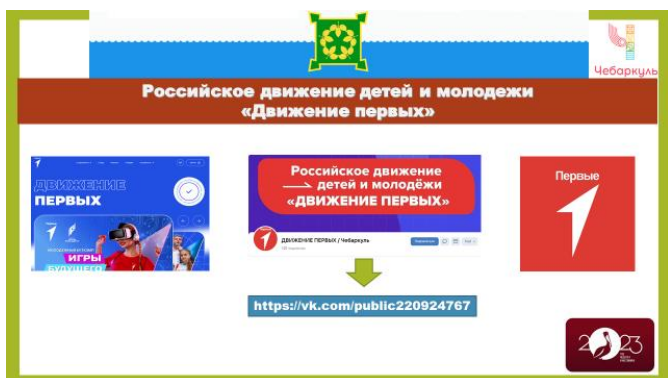 Чебаркуль
Российское движение детей и молодежи
«Движение первых»
ДВИЖЕНИЕ
ПЕРВЫХ
ИГРЫ
БУДУЩЕГО
Российское движение
детей и молодёжи
«ДВИЖЕНИЕ ПЕРВЫХ»
ДВИЖЕНИЕ ПЕРВЫХ / Чебаркуль
Первые
https://vk.com/public220924767
2023